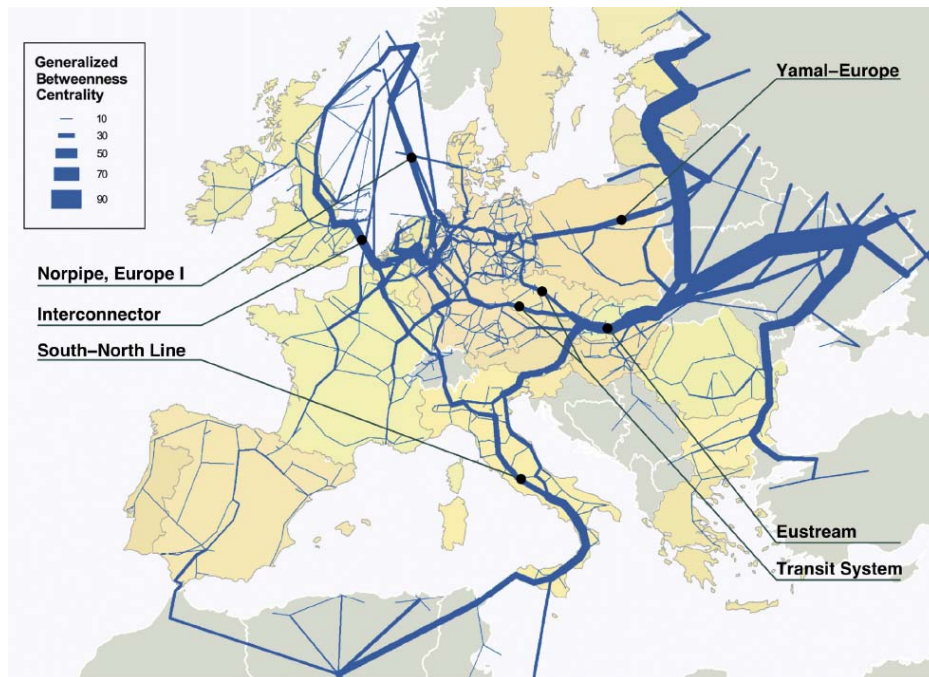 Generalized
Betweenness
Centrality
10
30
50
70
90
Yamal–Europe
Norpipe, Europe I
Interconnector
South–North Line
Eustream
Transit System